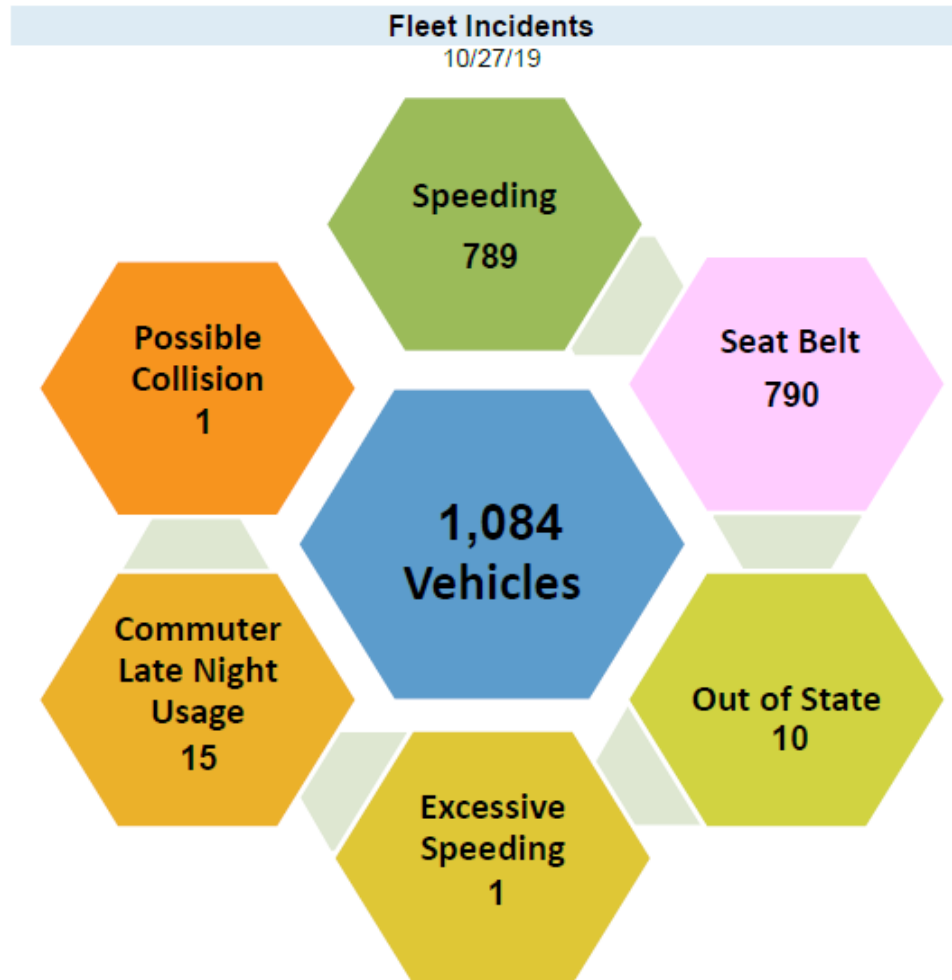 Fleet Incidents
10/27/19
Speeding
789
Seat Belt
790
Out of State
10
Excessive
Speeding
1
Commuter
Late Night
Usage
15
Possible
Collision
1
1,084
Vehicles